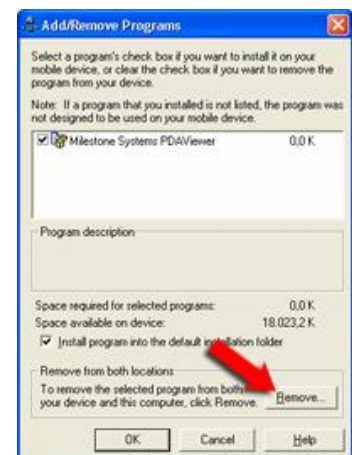 Add/Remove Programs
Select a program's check box if you want to install it on your
mobile device, or clear the check box if you want to remove the
program from your device.
Note: If a program that you installed is not listed, the program was
not designed to be used on your mobile device.
Milestone Systems PDAViewer 0,0 K
Program description
Space required for selected programs: 0,0 K
Space available on device: 18.023,2 K
Install program into the default installation folder
Remove from both locations
To remove the selected program from both
your device and this computer, click Remove. Remove...
OK Cancel Help